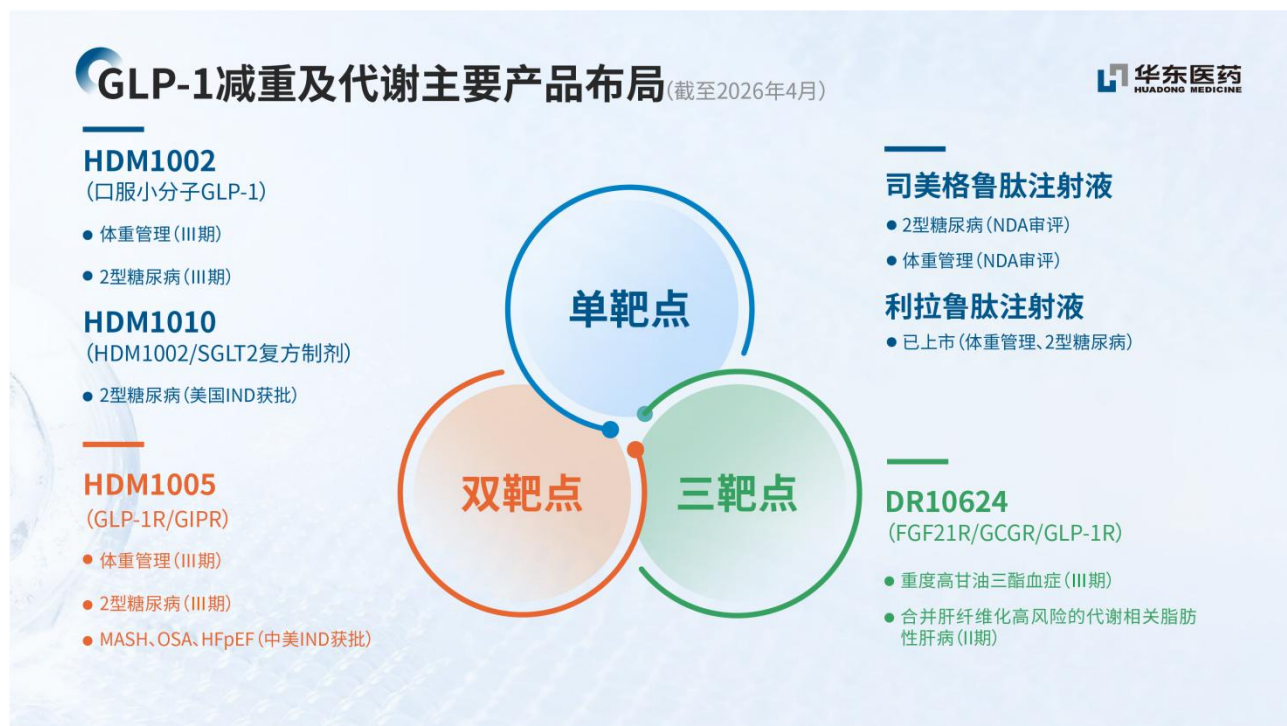 GLP-1减重及代谢主要产品布局(截至2026年4月)
华东医药
HUADONG MEDICINE
HDM1002
(口服小分子GLP-1)
体重管理(III期)
2型糖尿病(III期)
HDM1010
(HDM1002/SGLT2复方制剂)
2型糖尿病(美国IND获批)
HDM1005
(GLP-1R/GIPR)
体重管理(III期)
2型糖尿病(III期)
MASH、OSA、HFpEF(中美IND获批)
单靶点
双靶点
三靶点
司美格鲁肽注射液
2型糖尿病(NDA审评)
体重管理(NDA审评)
利拉鲁肽注射液
已上市(体重管理、2型糖尿病)
DR10624
(FGF21R/GCGR/GLP-1R)
重度高甘油三酯血症(III期)
合并肝纤维化高风险的代谢相关脂肪
性肝病(II期)